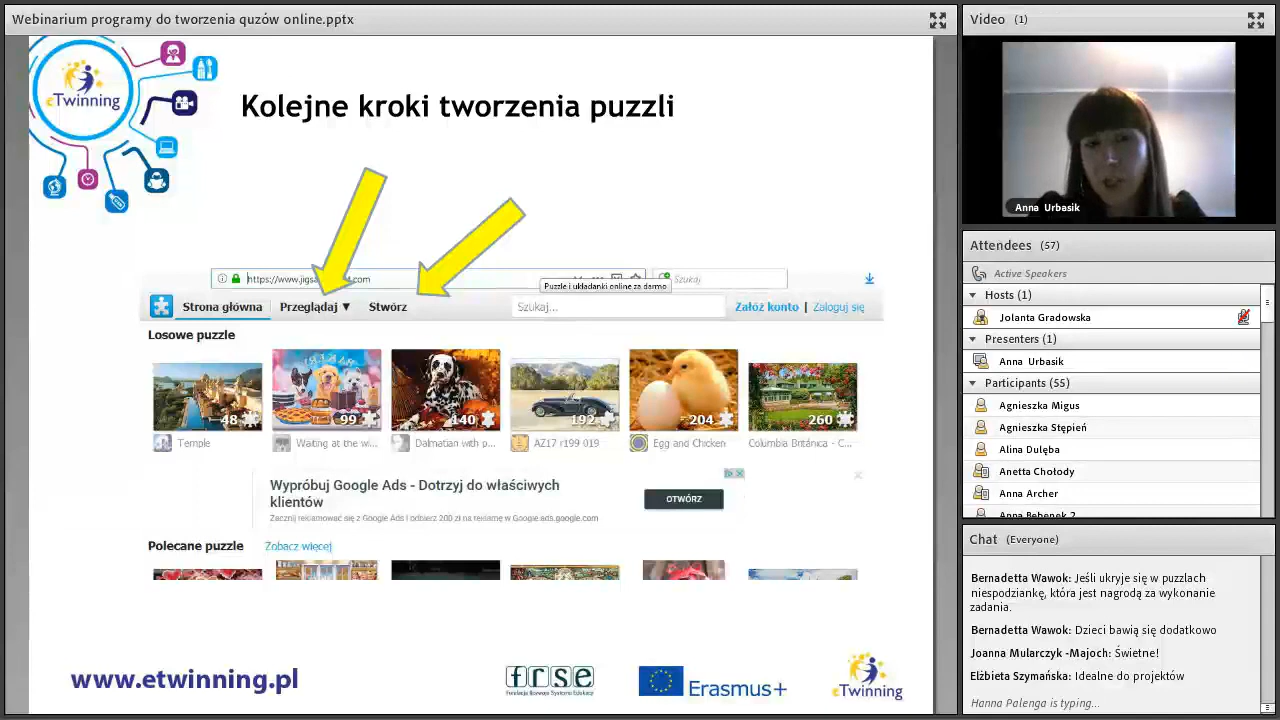 Webinarium programy do tworzenia quzów online.pptx
eTwinning
Kolejne kroki tworzenia puzzli
Szukaj
Puzzle i układanki online za darmo
Strona główna
Przeglądaj ▼
Stwórz
Szukaj...
Załóż konto | Zaloguj się
Losowe puzzle
48
99
140
192
204
260
Temple
Waiting at the w...
Dalmatian with p...
AZ17 r199 019
Egg and Chicken
Columbia Británica - C...
Wypróbuj Google Ads - Dotrzyj do właściwych
klientów
Zacznij reklamować się z Google Ads i odbierz 200 zł na reklamę w Google.ads.google.com
OTWÓRZ
Polecane puzzle
Zobacz więcej
www.etwinning.pl
frse
Fundacja Rozwoju Systemu Edukacji
Erasmus+
eTwinning
Video (1)
Anna Urbasik
Attendees (57)
Active Speakers
Hosts (1)
Jolanta Gradowska
Presenters (1)
Anna Urbasik
Participants (55)
Agnieszka Migus
Agnieszka Stępień
Alina Dulęba
Anetta Chołody
Anna Archer
Chat (Everyone)
Bernadetta Wawok: Jeśli ukryje się w puzzlach
niespodziankę, która jest nagrodą za wykonanie
zadania.
Bernadetta Wawok: Dzieci bawią się dodatkowo
Joanna Mularczyk -Majoch: Świetne!
Elżbieta Szymańska: Idealne do projektów
Hanna Palenga is typing...